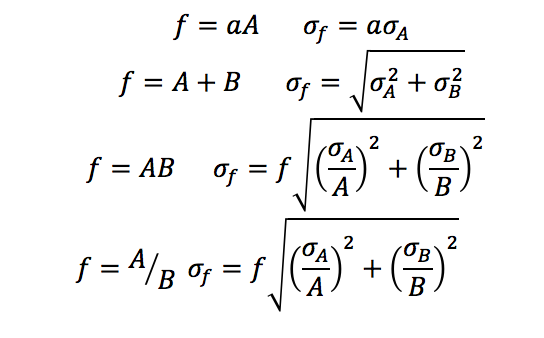 f = aA σ_f = aσ_A
f = A + B σ_f = √(σ_A² + σ_B²)
f = AB σ_f = f √((σ_A/A)² + (σ_B/B)²)
f = A/B σ_f = f √((σ_A/A)² + (σ_B/B)²)